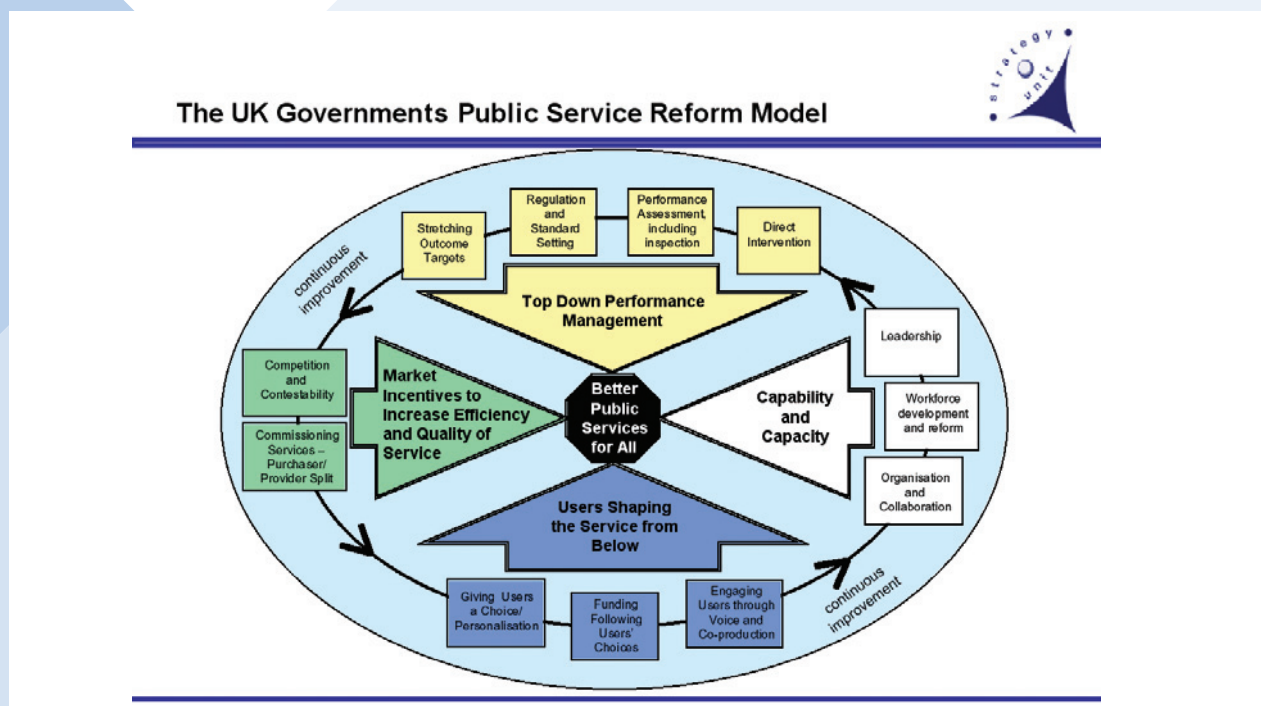 strategy
unit
The UK Governments Public Service Reform Model
continuous
improvement
Stretching
Outcome
Targets
Regulation
and
Standard
Setting
Performance
Assessment,
including
inspection
Direct
Intervention
Top Down Performance
Management
Competition
and
Contestability
Commissioning
Services –
Purchaser/
Provider Split
Market
Incentives to
Increase Efficiency
and Quality of
Service
Better
Public
Services
for All
Capability
and
Capacity
Leadership
Workforce
development
and reform
Organisation
and
Collaboration
Users Shaping
the Service from
Below
Giving Users
a Choice/
Personalisation
Funding
Following
Users'
Choices
Engaging
Users through
Voice and
Co-production
continuous
improvement